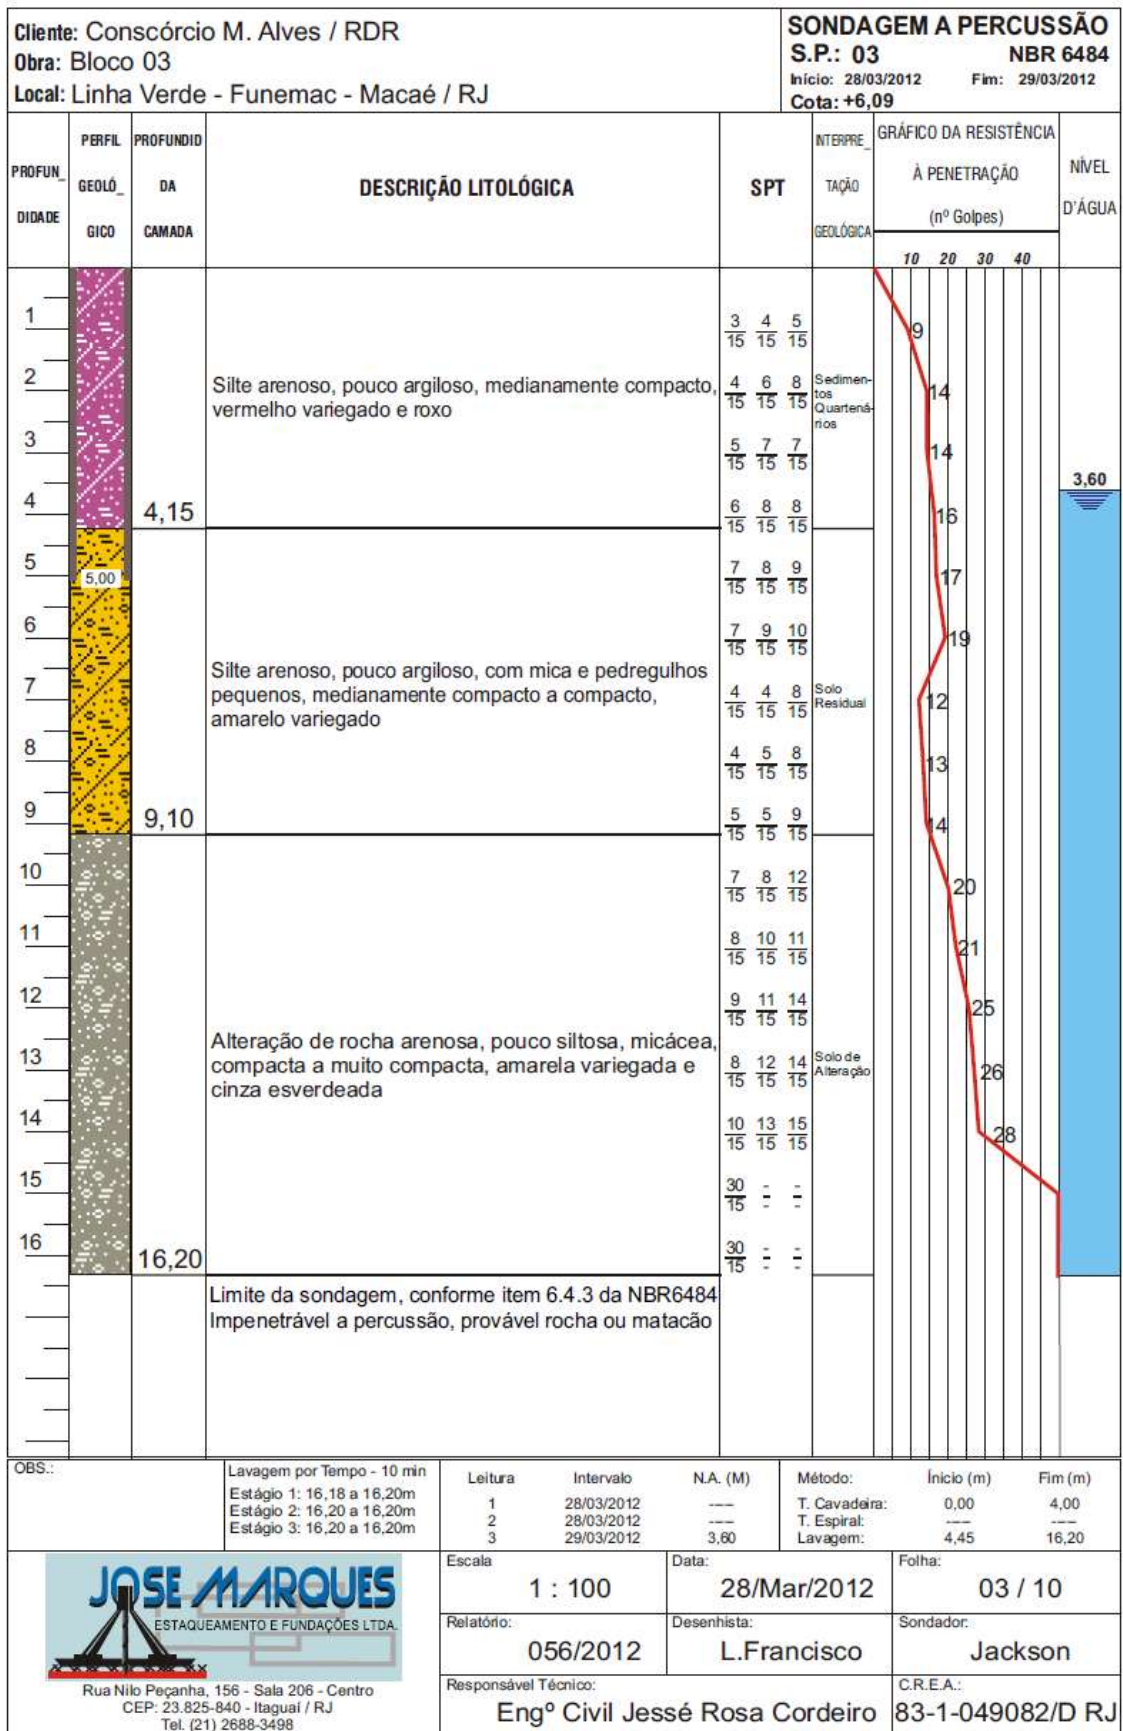 Cliente: Conscórcio M. Alves / RDR
Obra: Bloco 03
Local: Linha Verde - Funemac - Macaé / RJ
SONDAGEM A PERCUSSÃO
S.P.: 03 NBR 6484
Início: 28/03/2012 Fim: 29/03/2012
Cota: +6,09
PROFUN_
DIDADE
PERFIL
GEOLÓ_
GICO
PROFUNDID
DA
CAMADA
DESCRIÇÃO LITOLÓGICA
SPT
INTERPRE_
TAÇÃO
GEOLÓGICA
GRÁFICO DA RESISTÊNCIA
À PENETRAÇÃO
(nº Golpes)
NÍVEL
D'ÁGUA
10 20 30 40
1
3/15 4/15 5/15
9
2
Silte arenoso, pouco argiloso, medianamente compacto,
vermelho variegado e roxo
4/15 6/15 8/15
Sedimen-
tos
Quartená-
rios
14
3
5/15 7/15 7/15
14
3,60
4
4,15
6/15 8/15 8/15
16
5
5,00
7/15 8/15 9/15
17
6
7/15 9/15 10/15
19
Silte arenoso, pouco argiloso, com mica e pedregulhos
pequenos, medianamente compacto a compacto,
amarelo variegado
7
4/15 4/15 8/15
Solo
Residual
12
8
4/15 5/15 8/15
13
9
9,10
5/15 5/15 9/15
14
10
7/15 8/15 12/15
20
11
8/15 10/15 11/15
21
12
9/15 11/15 14/15
25
Alteração de rocha arenosa, pouco siltosa, micácea,
compacta a muito compacta, amarela variegada e
cinza esverdeada
13
8/15 12/15 14/15
Solo de
Alteração
26
14
10/15 13/15 15/15
28
15
30/15 -/- -/-
16
16,20
30/15 -/- -/-
Limite da sondagem, conforme item 6.4.3 da NBR6484
Impenetrável a percussão, provável rocha ou matacão
OBS.:
Lavagem por Tempo - 10 min
Estágio 1: 16,18 a 16,20m
Estágio 2: 16,20 a 16,20m
Estágio 3: 16,20 a 16,20m
Leitura Intervalo N.A. (M)
1 28/03/2012 ----
2 28/03/2012 ----
3 29/03/2012 3,60
Método: Ínicio (m) Fim (m)
T. Cavadeira: 0,00 4,00
T. Espiral: ---- ----
Lavagem: 4,45 16,20
JOSE MARQUES
ESTAQUEAMENTO E FUNDAÇÕES LTDA.
Rua Nilo Peçanha, 156 - Sala 206 - Centro
CEP: 23.825-840 - Itaguaí / RJ
Tel. (21) 2688-3498
Escala
1 : 100
Data:
28/Mar/2012
Folha:
03 / 10
Relatório:
056/2012
Desenhista:
L.Francisco
Sondador:
Jackson
Responsável Técnico:
Engº Civil Jessé Rosa Cordeiro
C.R.E.A.:
83-1-049082/D RJ